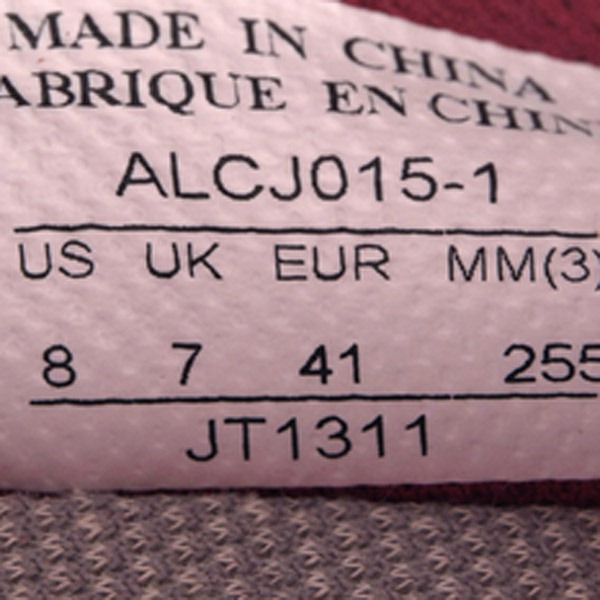 MADE IN CHINA
ABRIQUE EN CHIN
ALCJ015-1
US UK EUR MM(3)
8 7 41 255
JT1311